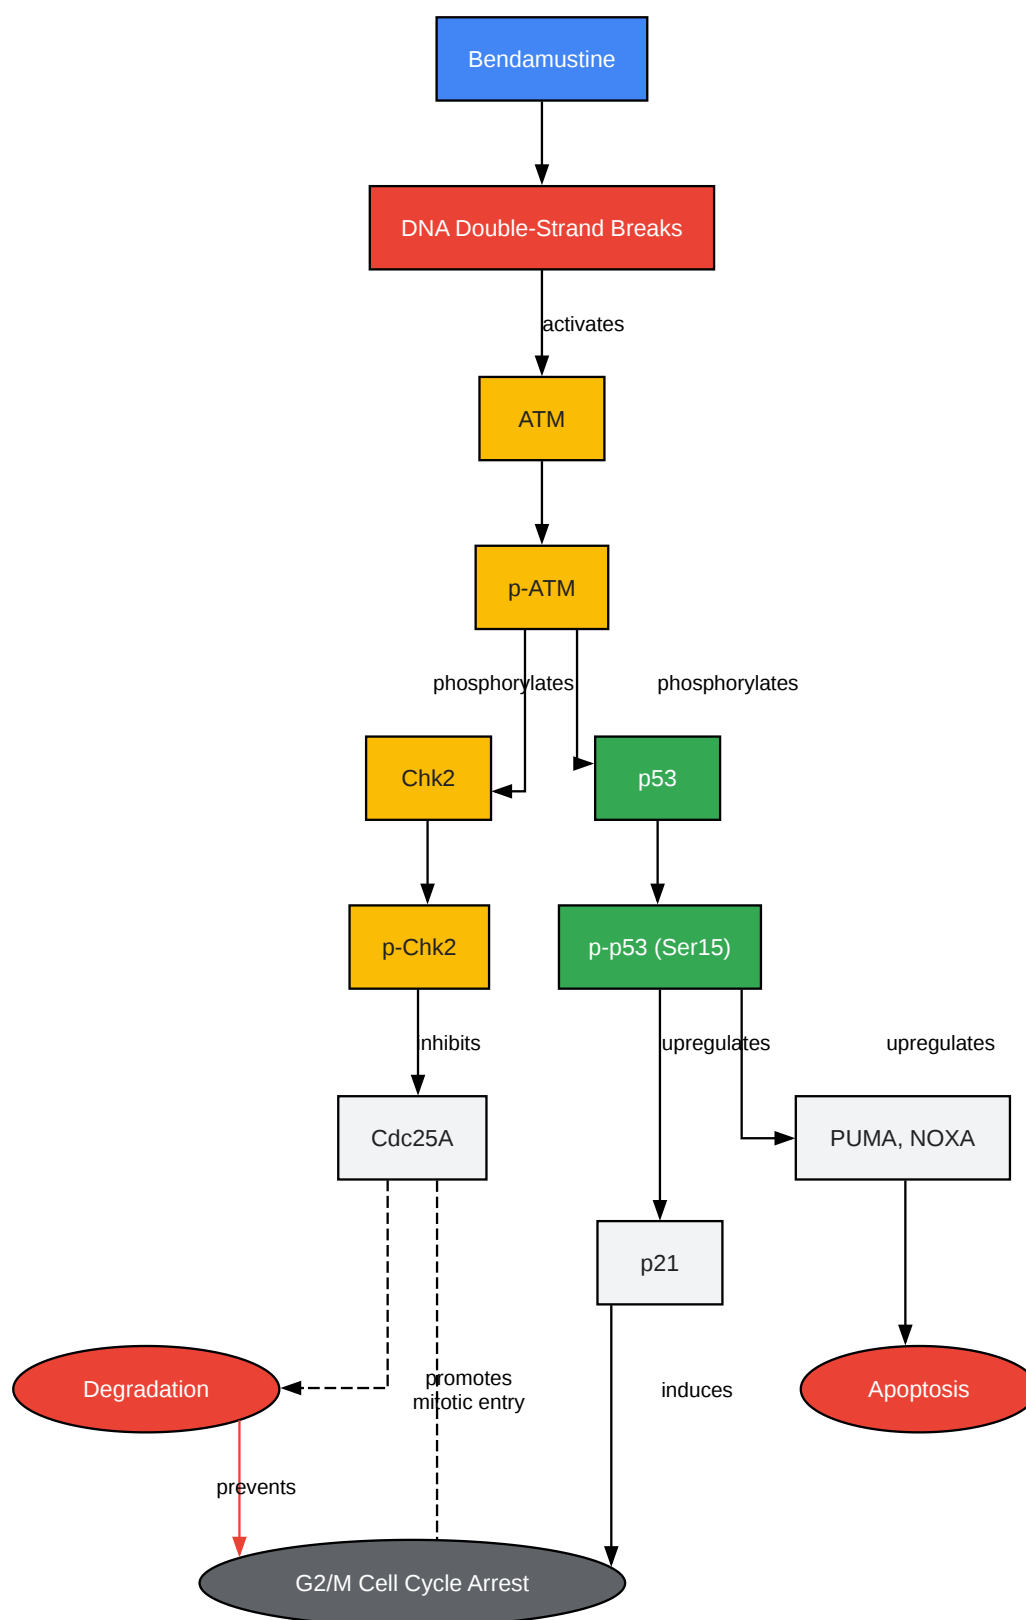 Bendamustine
DNA Double-Strand Breaks
activates
ATM
p-ATM
phosphorylates
phosphorylates
Chk2
p53
p-Chk2
p-p53 (Ser15)
inhibits
upregulates
upregulates
Cdc25A
PUMA, NOXA
p21
Degradation
promotes
mitotic entry
induces
Apoptosis
prevents
G2/M Cell Cycle Arrest